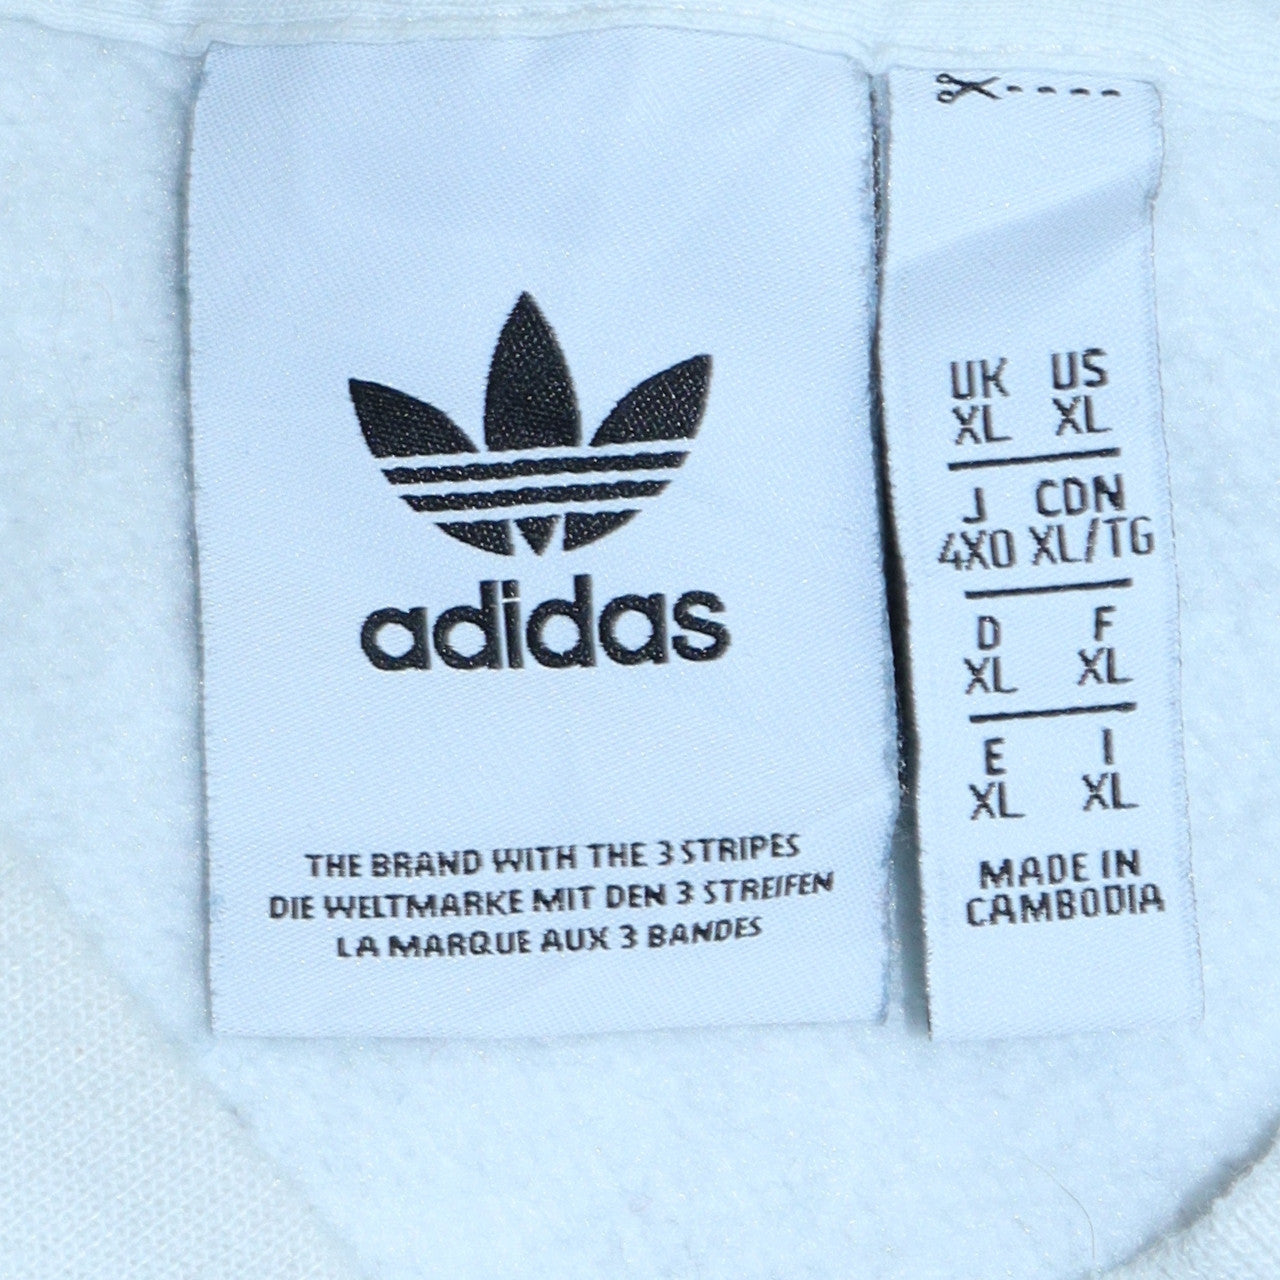 adidas
THE BRAND WITH THE 3 STRIPES
DIE WELTMARKE MIT DEN 3 STREIFEN
LA MARQUE AUX 3 BANDES
UK US
XL XL
J CDN
4XO XL/TG
D F
XL XL
E I
XL XL
MADE IN
CAMBODIA